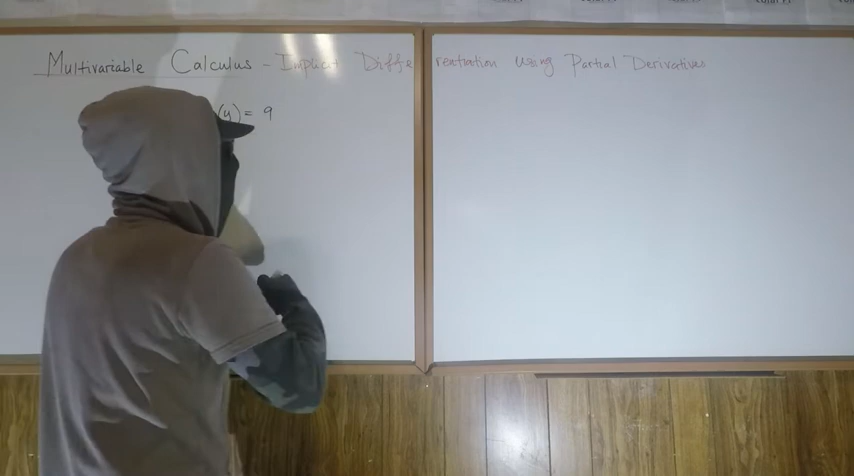 Multivariable Calculus - Implicit Differentiation Using Partial Derivatives
(y) = 9